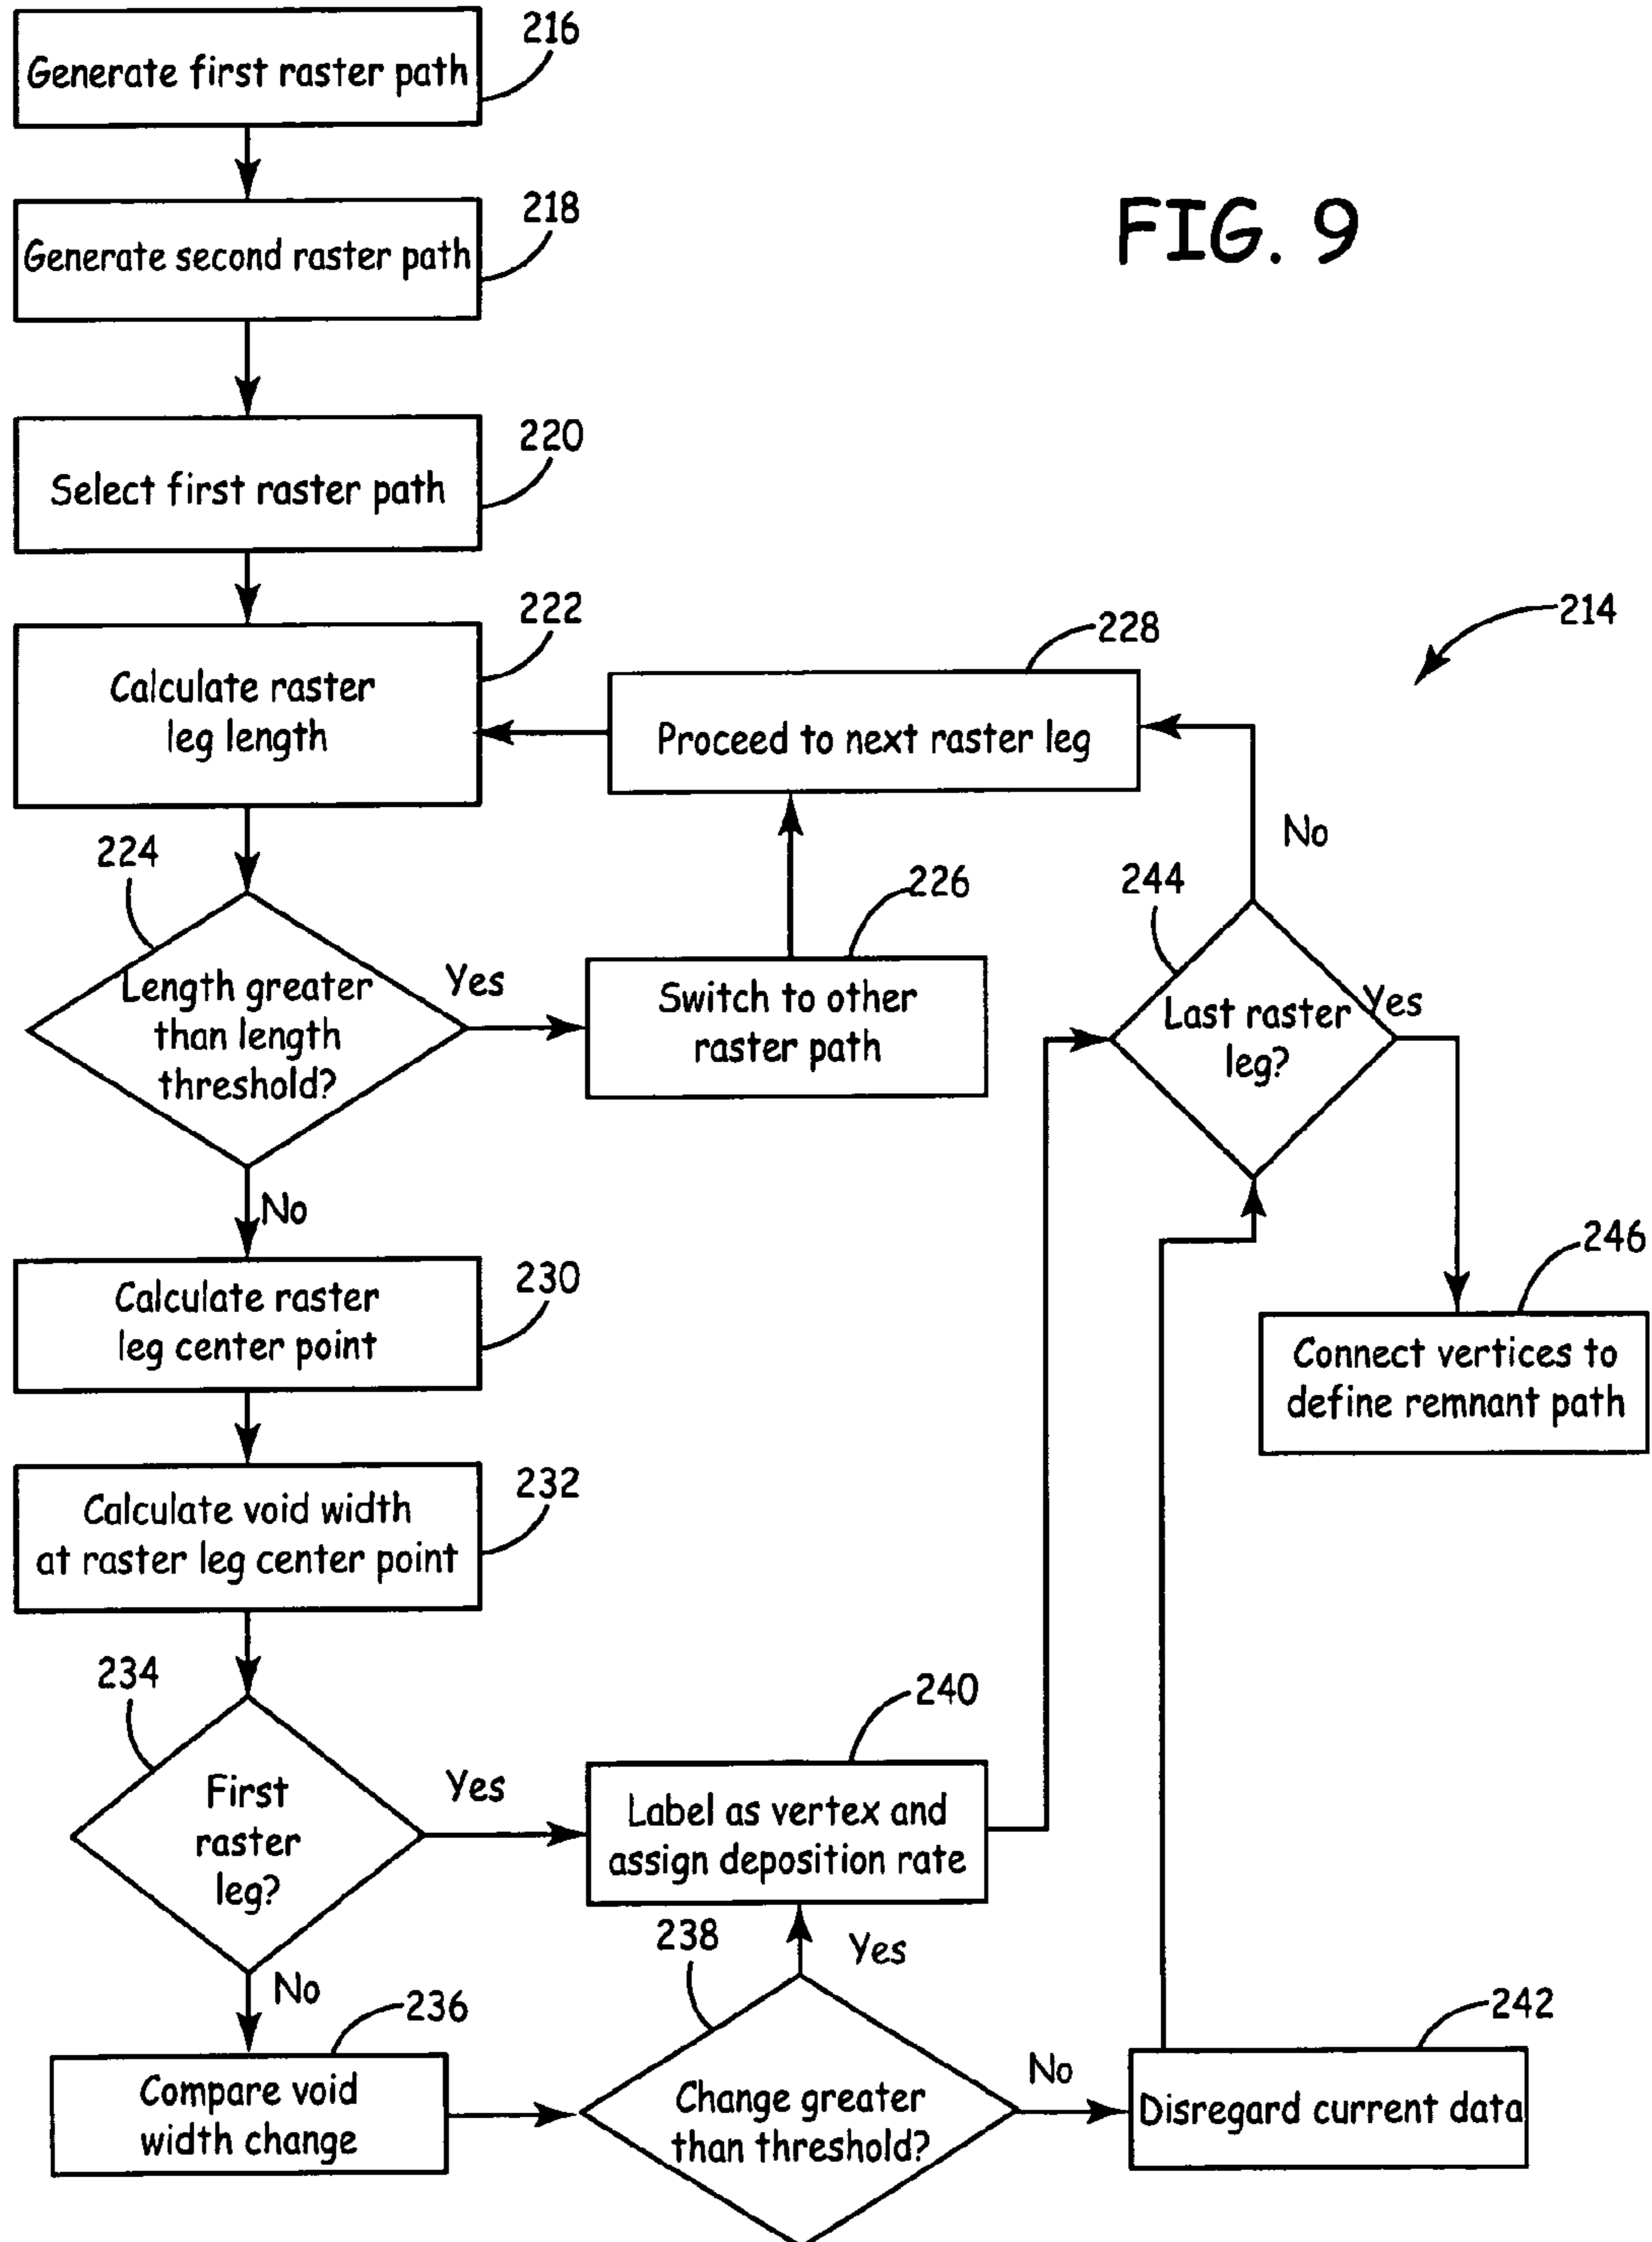 216
Generate first raster path
218
Generate second raster path
FIG. 9
220
Select first raster path
222
Calculate raster
leg length
228
Proceed to next raster leg
214
224
Length greater
than length
threshold?
Yes
226
Switch to other
raster path
No
244
Last raster
leg?
Yes
No
230
Calculate raster
leg center point
246
Connect vertices to
define remnant path
232
Calculate void width
at raster leg center point
234
First
raster
leg?
Yes
240
Label as vertex and
assign deposition rate
No
236
Compare void
width change
238
Yes
Change greater
than threshold?
No
242
Disregard current data